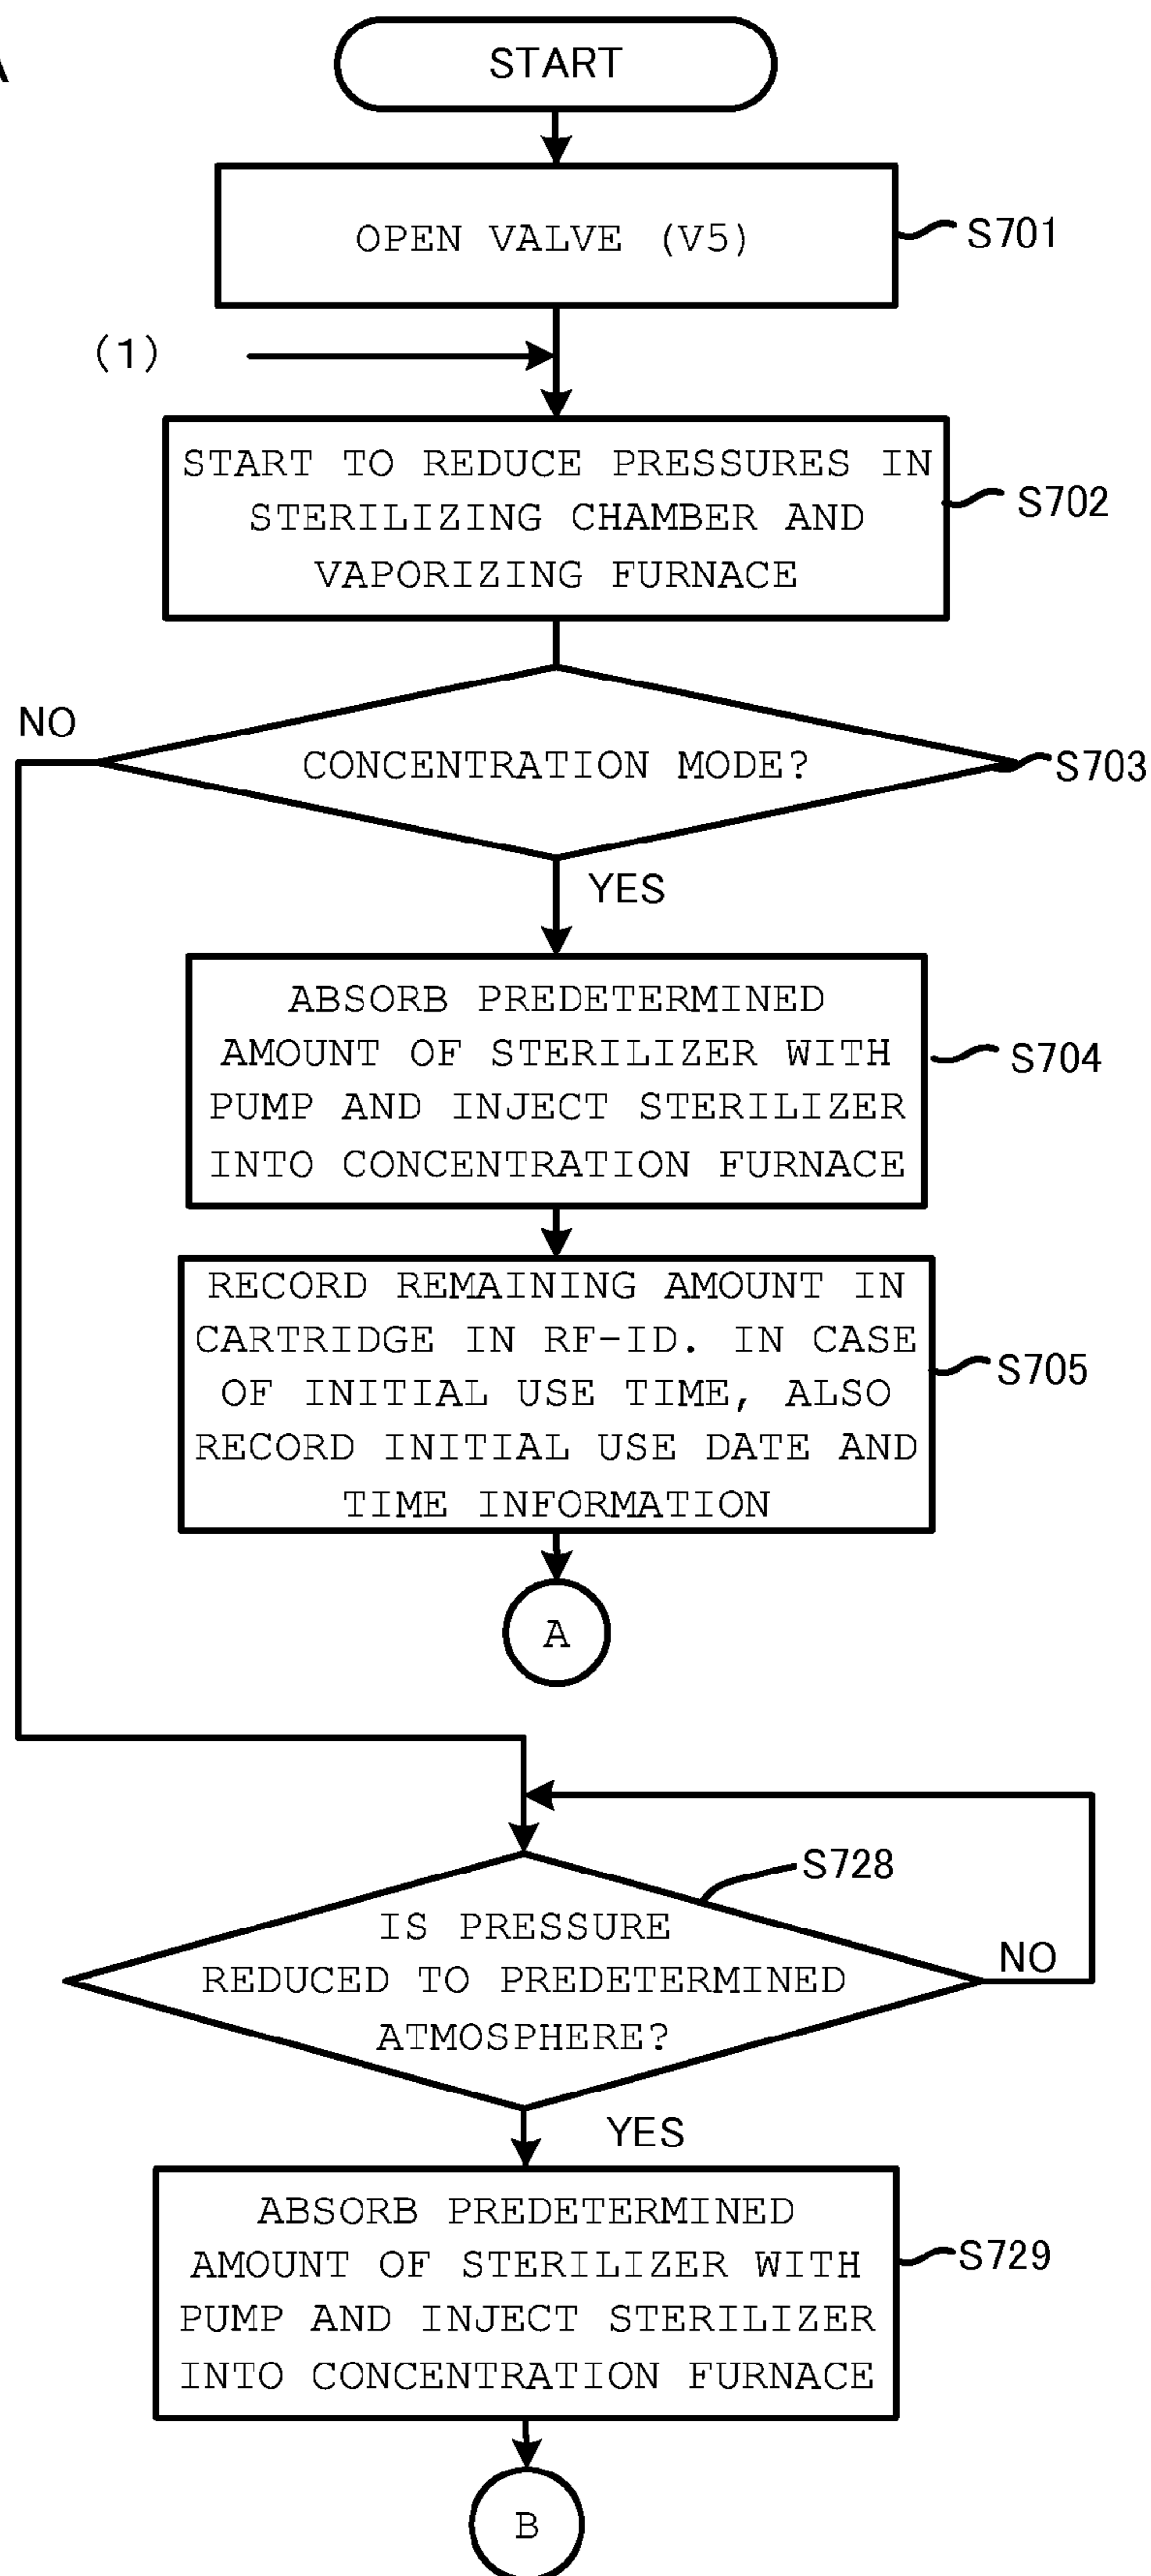 START
OPEN VALVE (V5)
S701
(1)
START TO REDUCE PRESSURES IN
STERILIZING CHAMBER AND
VAPORIZING FURNACE
S702
NO
CONCENTRATION MODE?
S703
YES
ABSORB PREDETERMINED
AMOUNT OF STERILIZER WITH
PUMP AND INJECT STERILIZER
INTO CONCENTRATION FURNACE
S704
RECORD REMAINING AMOUNT IN
CARTRIDGE IN RF-ID. IN CASE
OF INITIAL USE TIME, ALSO
RECORD INITIAL USE DATE AND
TIME INFORMATION
S705
A
S728
IS PRESSURE
REDUCED TO PREDETERMINED
ATMOSPHERE?
NO
YES
ABSORB PREDETERMINED
AMOUNT OF STERILIZER WITH
PUMP AND INJECT STERILIZER
INTO CONCENTRATION FURNACE
S729
B